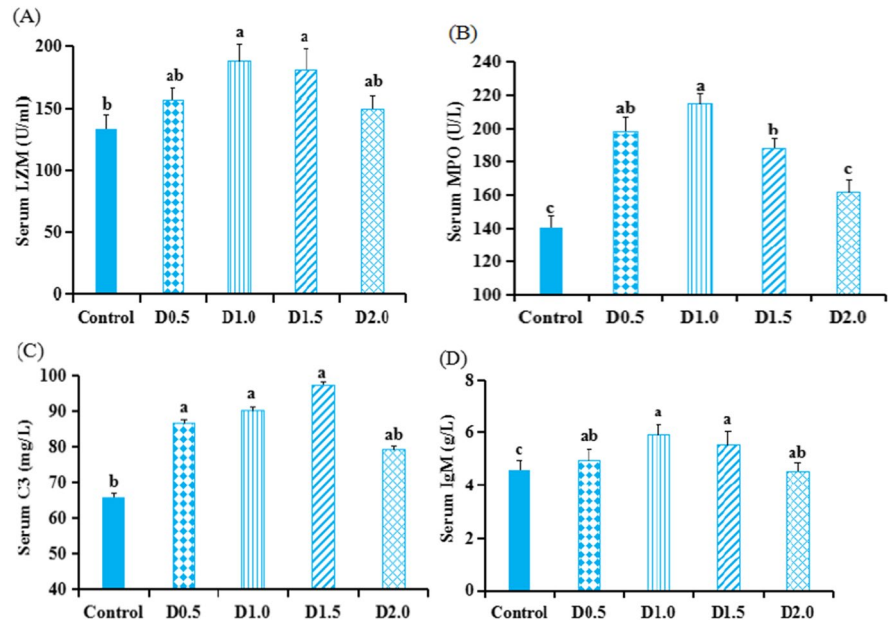 (A)
Serum LZM (U/ml)
200
150
100
50
0
b
ab
a
a
ab
Control D0.5 D1.0 D1.5 D2.0
(B)
Serum MPO (U/L)
240
220
200
180
160
140
120
100
c
ab
a
b
c
Control D0.5 D1.0 D1.5 D2.0
(C)
Serum C3 (mg/L)
100
90
80
70
60
50
40
b
a
a
a
ab
Control D0.5 D1.0 D1.5 D2.0
(D)
Serum IgM (g/L)
8
6
4
2
0
c
ab
a
a
ab
Control D0.5 D1.0 D1.5 D2.0